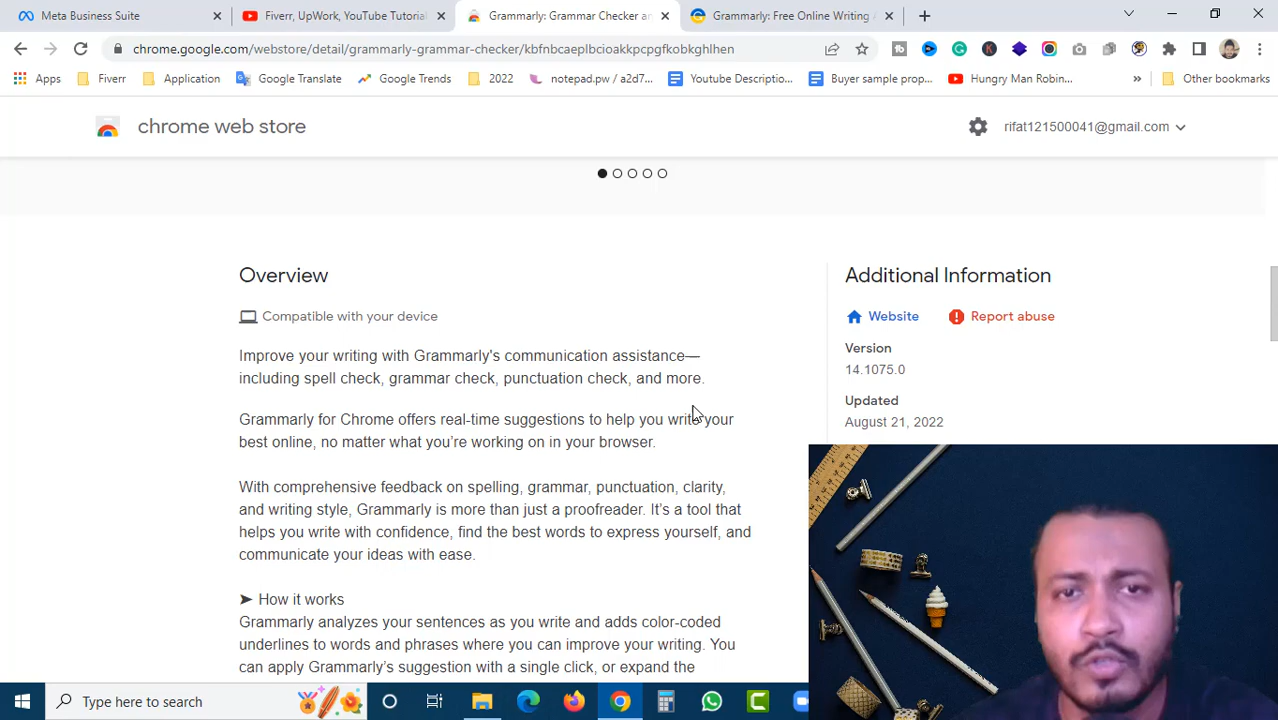 Meta Business Suite
Fiverr, UpWork, YouTube Tutorial
Grammarly: Grammar Checker an
Grammarly: Free Online Writing A
chrome.google.com/webstore/detail/grammarly-grammar-checker/kbfnbcaeplbcioakkpcpgfkobkghlhen
Apps
Fiverr
Application
Google Translate
Google Trends
2022
notepad.pw / a2d7...
Youtube Descriptio...
Buyer sample prop...
Hungry Man Robin...
»
Other bookmarks
chrome web store
rifat121500041@gmail.com
Overview
Compatible with your device
Improve your writing with Grammarly's communication assistance—
including spell check, grammar check, punctuation check, and more.
Grammarly for Chrome offers real-time suggestions to help you write your
best online, no matter what you're working on in your browser.
With comprehensive feedback on spelling, grammar, punctuation, clarity,
and writing style, Grammarly is more than just a proofreader. It's a tool that
helps you write with confidence, find the best words to express yourself, and
communicate your ideas with ease.
➤ How it works
Grammarly analyzes your sentences as you write and adds color-coded
underlines to words and phrases where you can improve your writing. You
can apply Grammarly's suggestion with a single click, or expand the
Additional Information
Website
Report abuse
Version
14.1075.0
Updated
August 21, 2022
Type here to search